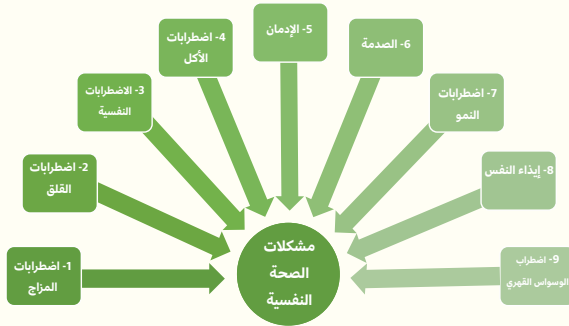 1- اضطرابات
المزاج
2- اضطرابات
القلق
3- الاضطرابات
النفسية
4- اضطرابات
الأكل
5- الإدمان
6- الصدمة
7- اضطرابات
النمو
8- إيذاء النفس
9- اضطراب
الوسواس القهري
مشكلات
الصحة
النفسية